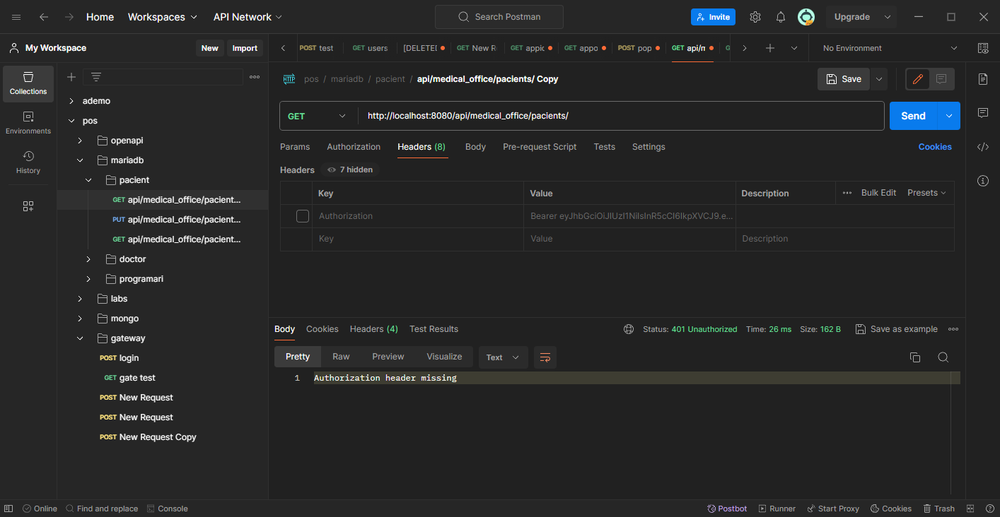 Home Workspaces API Network Search Postman Invite Upgrade
My Workspace New Import
POST test GET users [DELETE] GET New R GET appic GET appo POST pop GET api/m G No Environment
Collections
Environments
History
ademo
pos
openapi
mariadb
pacient
GET api/medical_office/pacient...
PUT api/medical_office/pacient...
GET api/medical_office/pacient...
doctor
programari
labs
mongo
gateway
POST login
GET gate test
POST New Request
POST New Request
POST New Request Copy
HTTP pos / mariadb / pacient / api/medical_office/pacients/ Copy Save
GET http://localhost:8080/api/medical_office/pacients/ Send
Params Authorization Headers (8) Body Pre-request Script Tests Settings Cookies
Headers 7 hidden
Key Value Description Bulk Edit Presets
Authorization Bearer eyJhbGciOiJIUzI1NiIsInR5cCI6IkpXVCJ9.e...
Key Value Description
Body Cookies Headers (4) Test Results Status: 401 Unauthorized Time: 26 ms Size: 162 B Save as example
Pretty Raw Preview Visualize Text
1 Authorization header missing
Online Find and replace Console Postbot Runner Start Proxy Cookies Trash